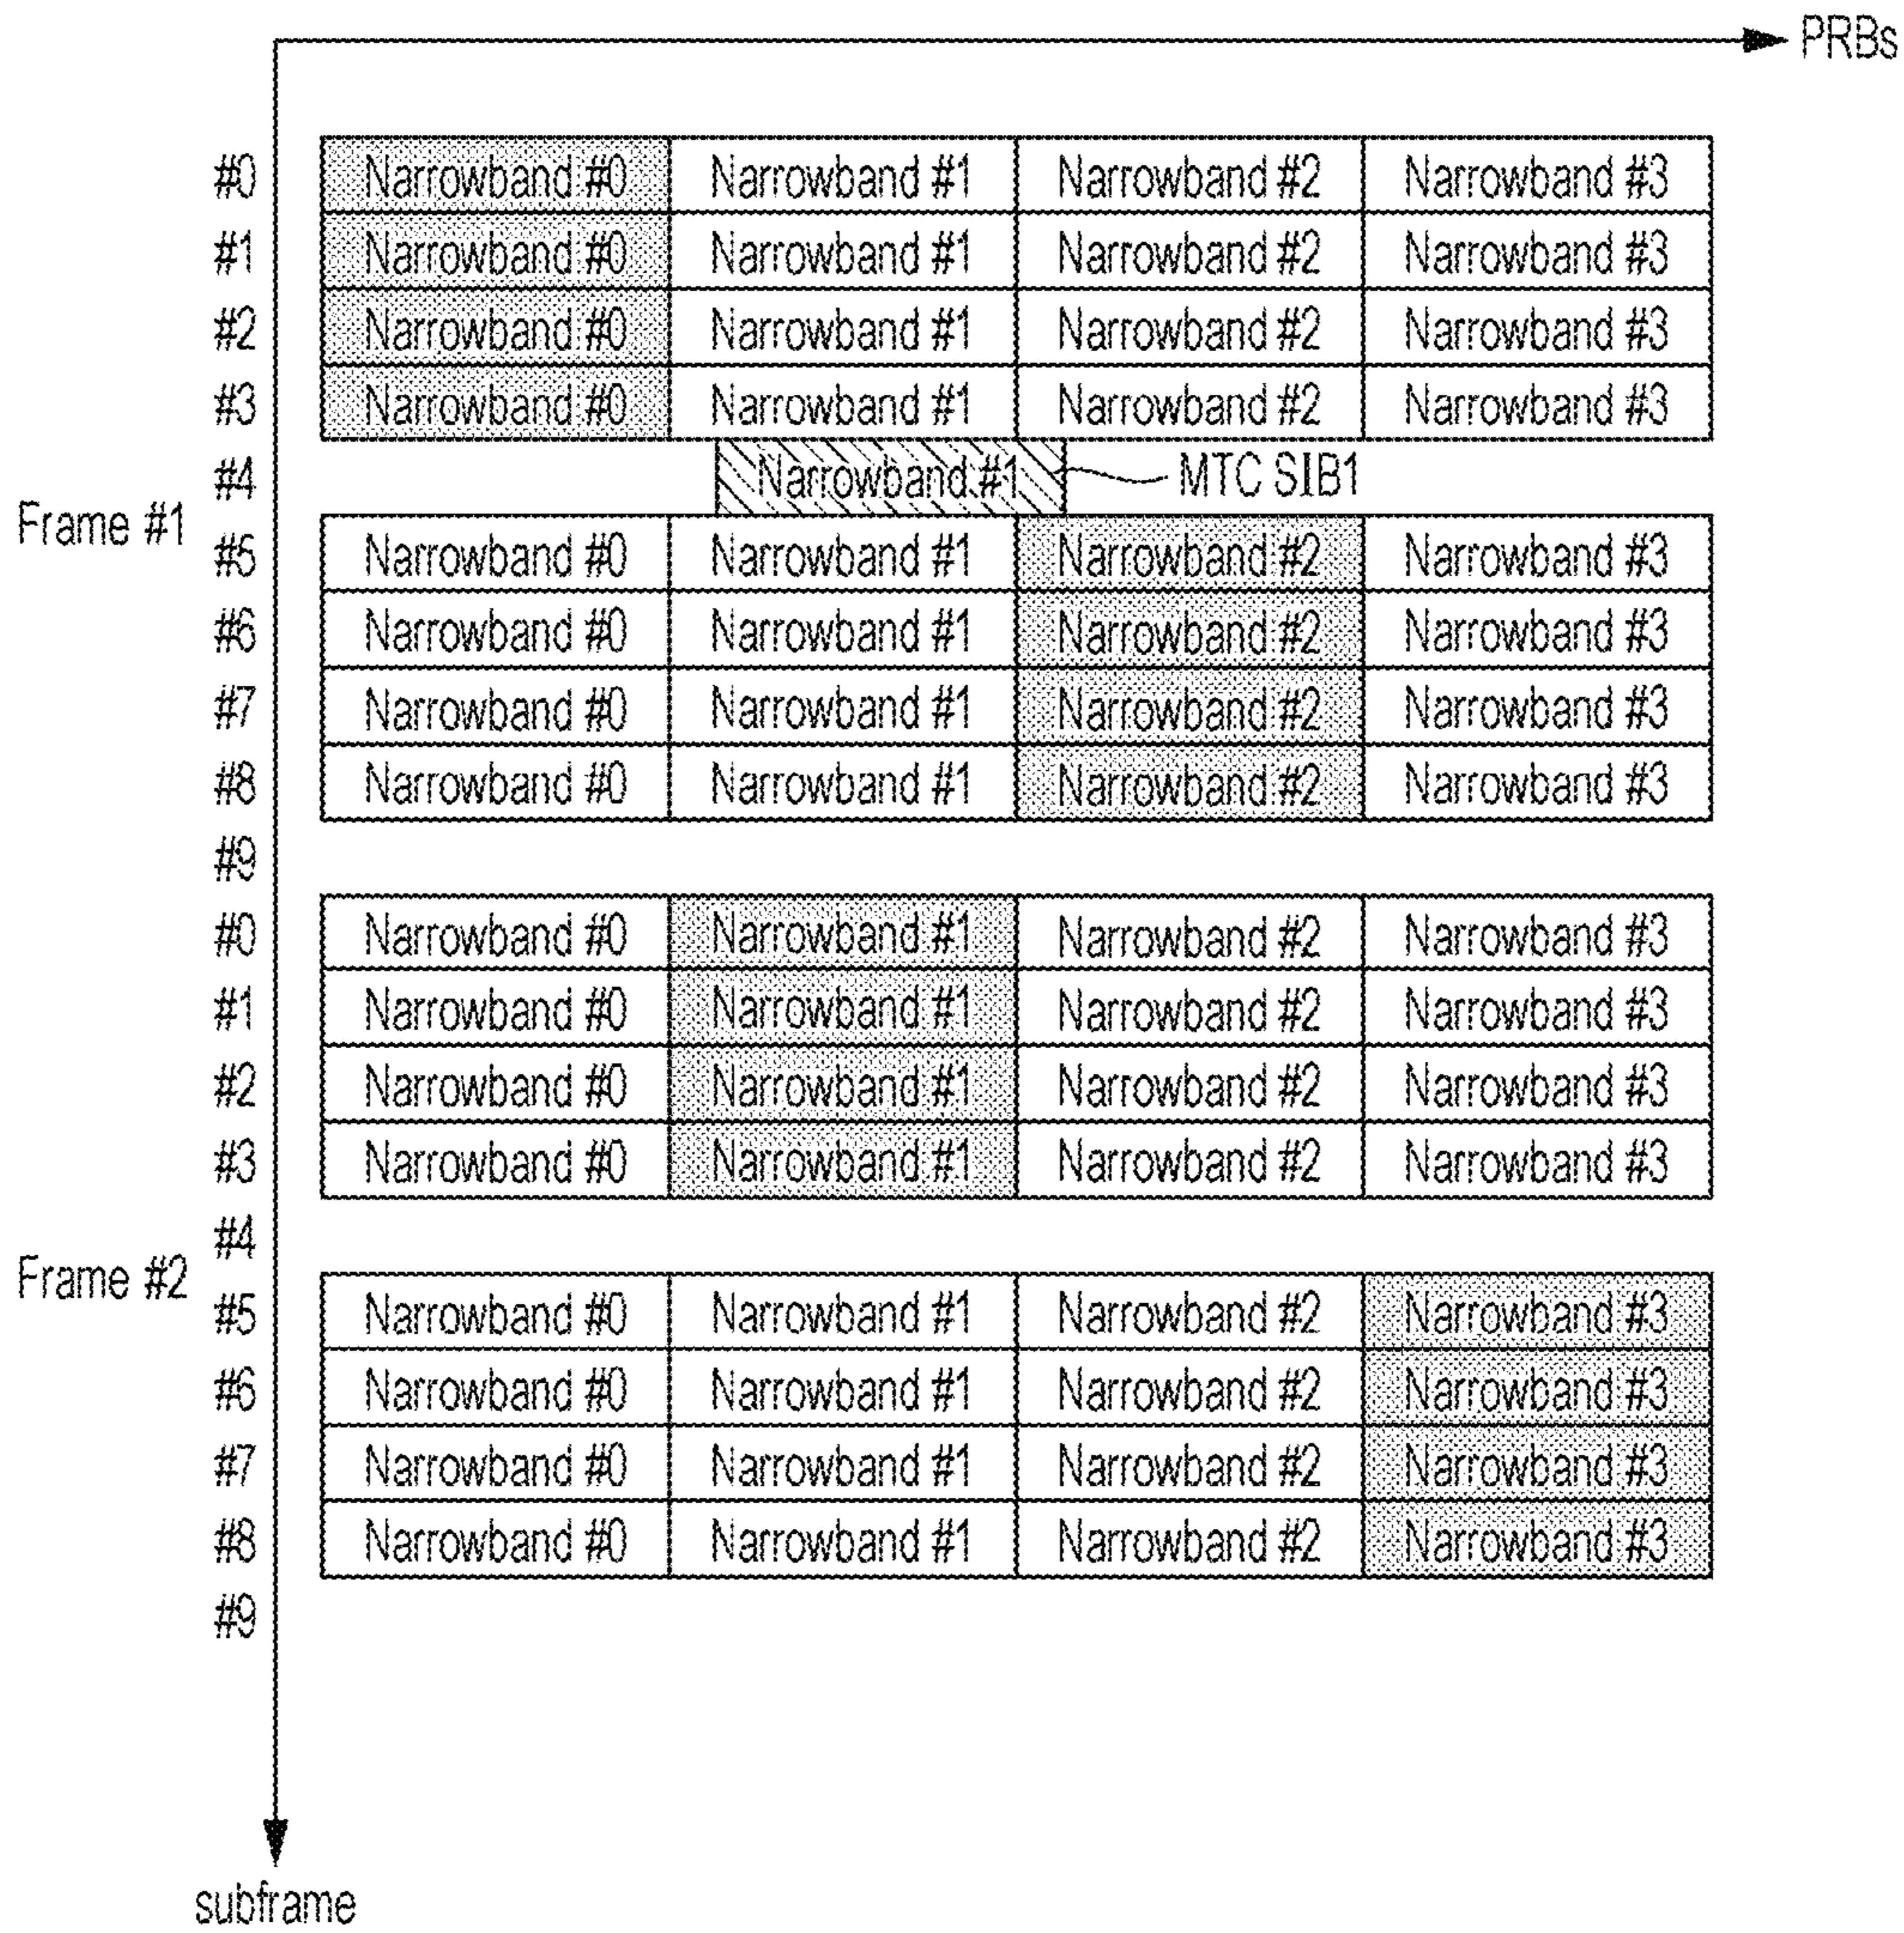 PRBs
#0 Narrowband #0 Narrowband #1 Narrowband #2 Narrowband #3
#1 Narrowband #0 Narrowband #1 Narrowband #2 Narrowband #3
#2 Narrowband #0 Narrowband #1 Narrowband #2 Narrowband #3
#3 Narrowband #0 Narrowband #1 Narrowband #2 Narrowband #3
#4 Narrowband #1 MTC SIB1
Frame #1
#5 Narrowband #0 Narrowband #1 Narrowband #2 Narrowband #3
#6 Narrowband #0 Narrowband #1 Narrowband #2 Narrowband #3
#7 Narrowband #0 Narrowband #1 Narrowband #2 Narrowband #3
#8 Narrowband #0 Narrowband #1 Narrowband #2 Narrowband #3
#9
#0 Narrowband #0 Narrowband #1 Narrowband #2 Narrowband #3
#1 Narrowband #0 Narrowband #1 Narrowband #2 Narrowband #3
#2 Narrowband #0 Narrowband #1 Narrowband #2 Narrowband #3
#3 Narrowband #0 Narrowband #1 Narrowband #2 Narrowband #3
#4
Frame #2
#5 Narrowband #0 Narrowband #1 Narrowband #2 Narrowband #3
#6 Narrowband #0 Narrowband #1 Narrowband #2 Narrowband #3
#7 Narrowband #0 Narrowband #1 Narrowband #2 Narrowband #3
#8 Narrowband #0 Narrowband #1 Narrowband #2 Narrowband #3
#9
subframe